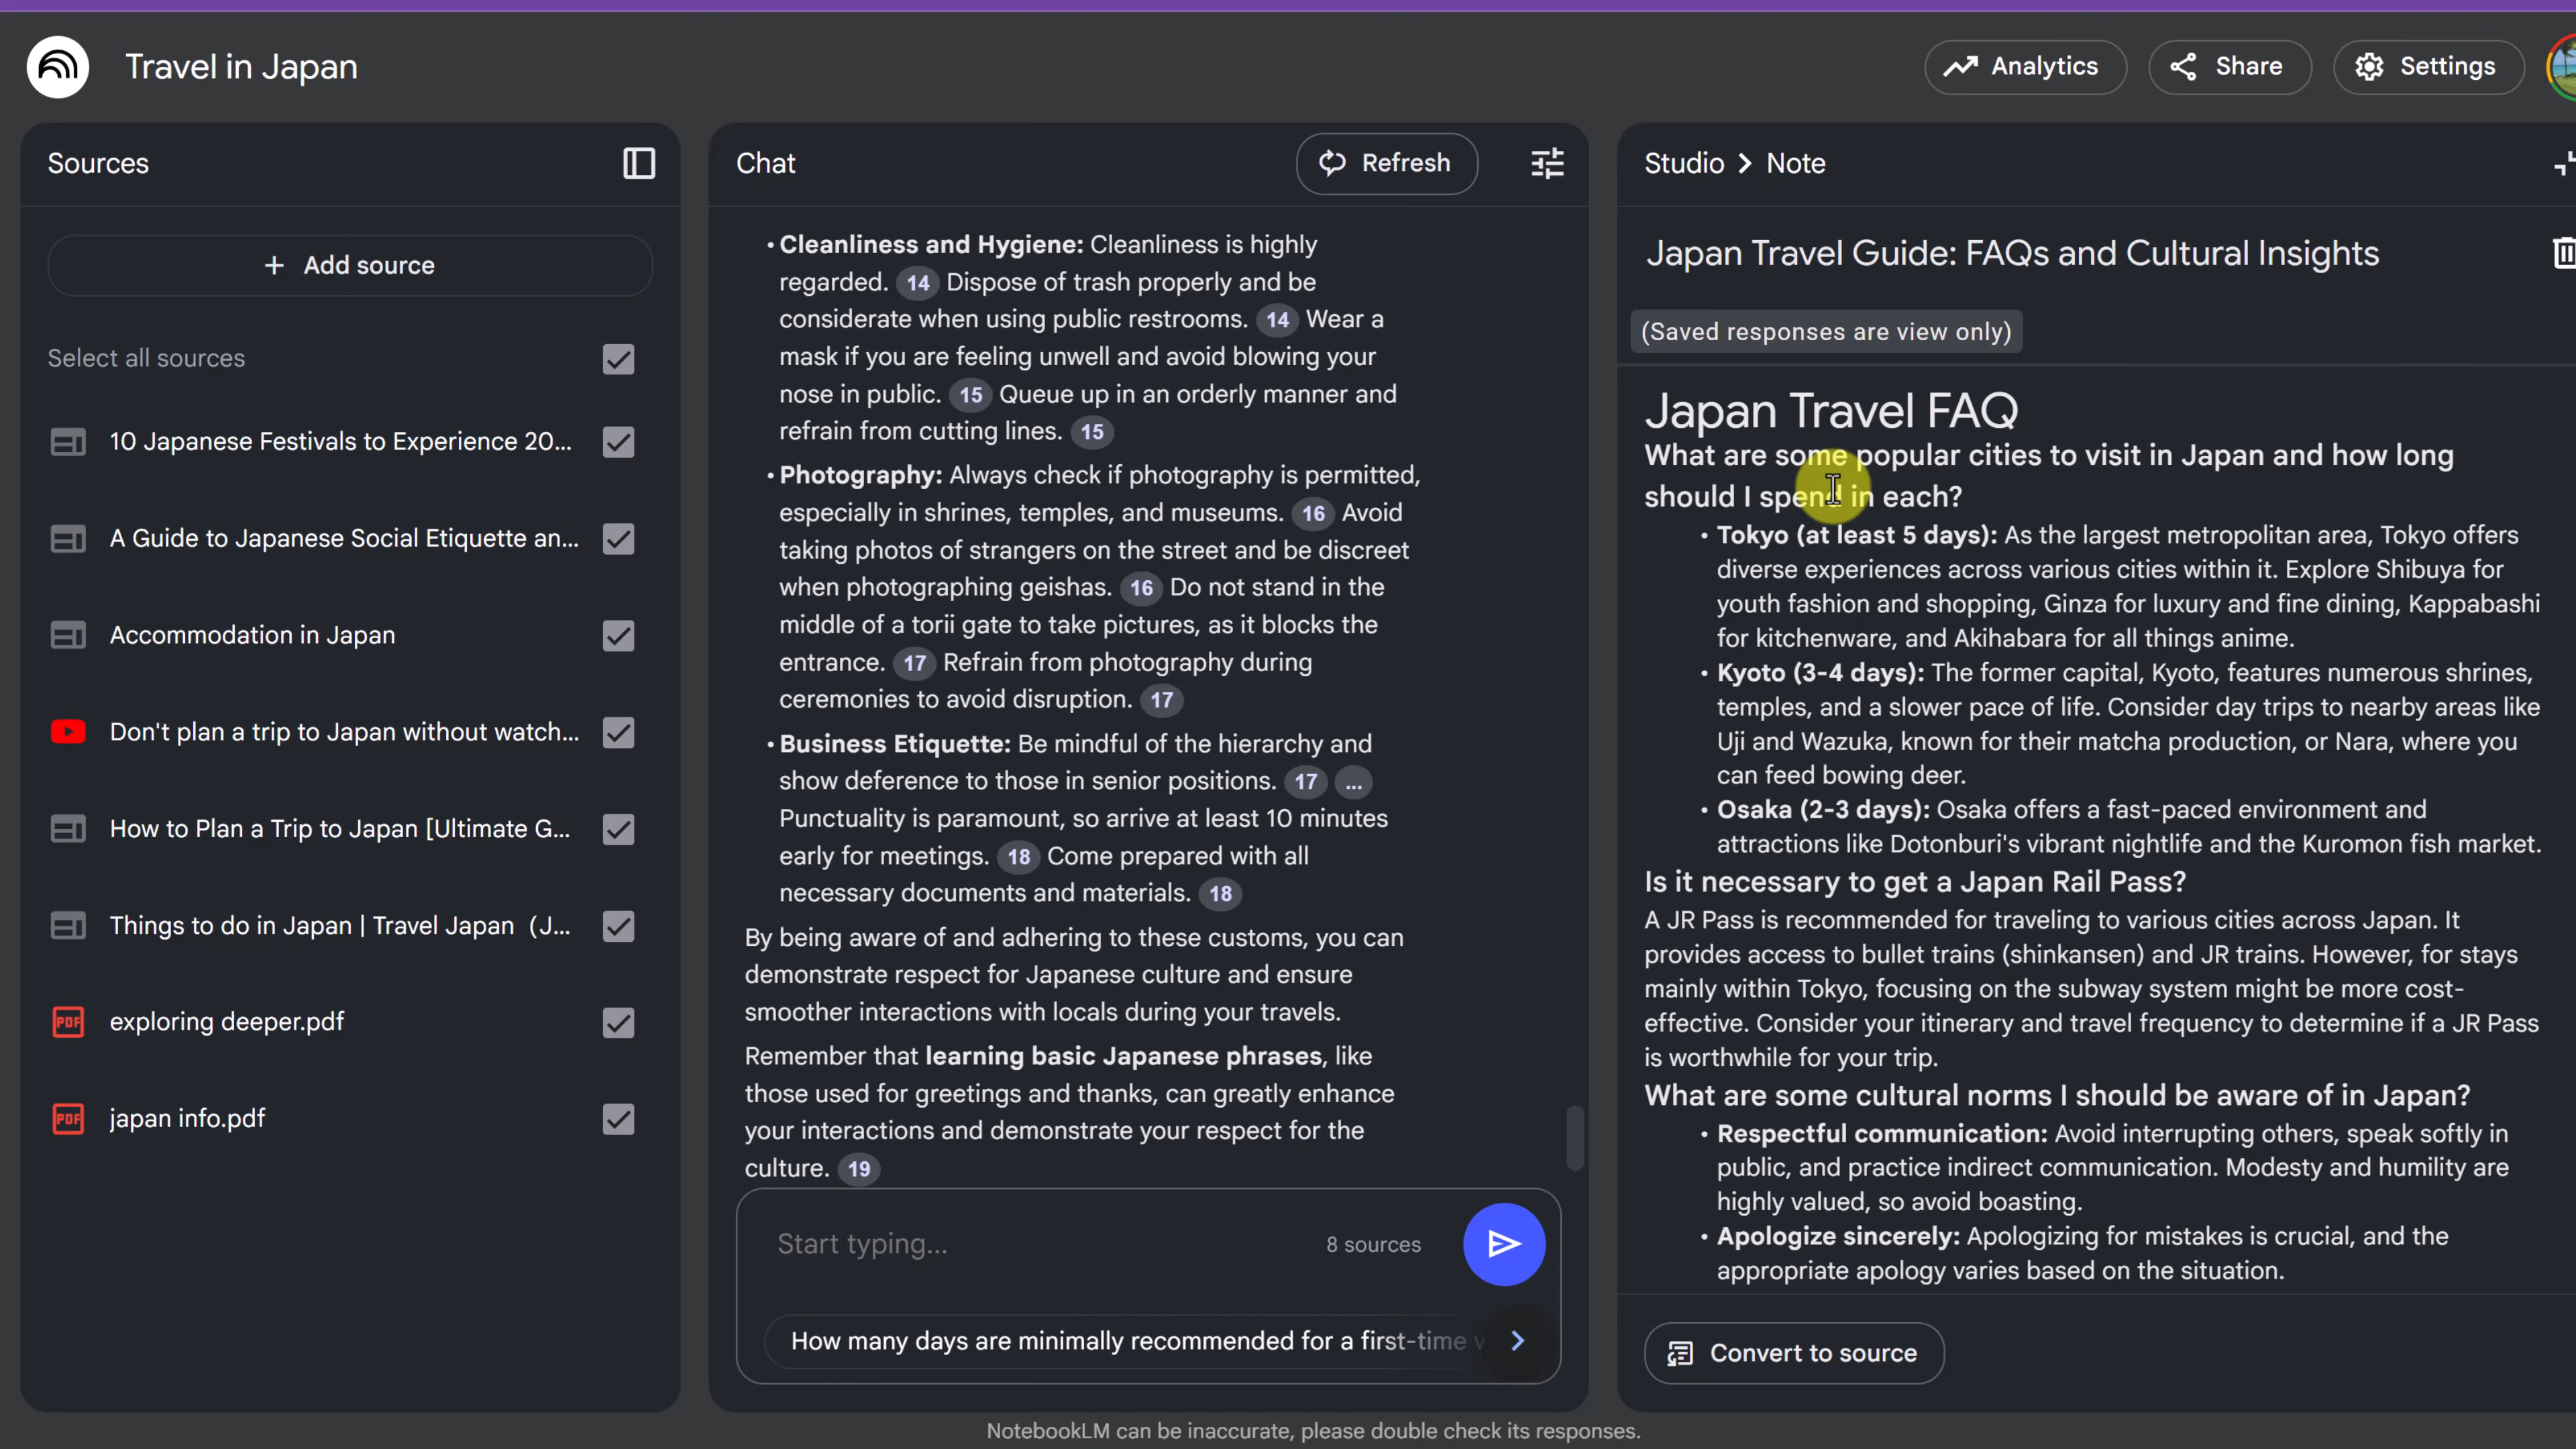 Travel in Japan
Analytics
Share
Settings
Sources
Add source
Select all sources
10 Japanese Festivals to Experience 20...
A Guide to Japanese Social Etiquette an...
Accommodation in Japan
Don't plan a trip to Japan without watch...
How to Plan a Trip to Japan [Ultimate G...
Things to do in Japan | Travel Japan (J...
PDF exploring deeper.pdf
PDF japan info.pdf
Chat
Refresh
• Cleanliness and Hygiene: Cleanliness is highly
regarded. 14 Dispose of trash properly and be
considerate when using public restrooms. 14 Wear a
mask if you are feeling unwell and avoid blowing your
nose in public. 15 Queue up in an orderly manner and
refrain from cutting lines. 15
• Photography: Always check if photography is permitted,
especially in shrines, temples, and museums. 16 Avoid
taking photos of strangers on the street and be discreet
when photographing geishas. 16 Do not stand in the
middle of a torii gate to take pictures, as it blocks the
entrance. 17 Refrain from photography during
ceremonies to avoid disruption. 17
• Business Etiquette: Be mindful of the hierarchy and
show deference to those in senior positions. 17 ...
Punctuality is paramount, so arrive at least 10 minutes
early for meetings. 18 Come prepared with all
necessary documents and materials. 18
By being aware of and adhering to these customs, you can
demonstrate respect for Japanese culture and ensure
smoother interactions with locals during your travels.
Remember that learning basic Japanese phrases, like
those used for greetings and thanks, can greatly enhance
your interactions and demonstrate your respect for the
culture. 19
Start typing...
8 sources
How many days are minimally recommended for a first-time v
Studio > Note
Japan Travel Guide: FAQs and Cultural Insights
(Saved responses are view only)
Japan Travel FAQ
What are some popular cities to visit in Japan and how long
should I spend in each?
• Tokyo (at least 5 days): As the largest metropolitan area, Tokyo offers
diverse experiences across various cities within it. Explore Shibuya for
youth fashion and shopping, Ginza for luxury and fine dining, Kappabashi
for kitchenware, and Akihabara for all things anime.
• Kyoto (3-4 days): The former capital, Kyoto, features numerous shrines,
temples, and a slower pace of life. Consider day trips to nearby areas like
Uji and Wazuka, known for their matcha production, or Nara, where you
can feed bowing deer.
• Osaka (2-3 days): Osaka offers a fast-paced environment and
attractions like Dotonburi's vibrant nightlife and the Kuromon fish market.
Is it necessary to get a Japan Rail Pass?
A JR Pass is recommended for traveling to various cities across Japan. It
provides access to bullet trains (shinkansen) and JR trains. However, for stays
mainly within Tokyo, focusing on the subway system might be more cost-
effective. Consider your itinerary and travel frequency to determine if a JR Pass
is worthwhile for your trip.
What are some cultural norms I should be aware of in Japan?
• Respectful communication: Avoid interrupting others, speak softly in
public, and practice indirect communication. Modesty and humility are
highly valued, so avoid boasting.
• Apologize sincerely: Apologizing for mistakes is crucial, and the
appropriate apology varies based on the situation.
Convert to source
NotebookLM can be inaccurate, please double check its responses.